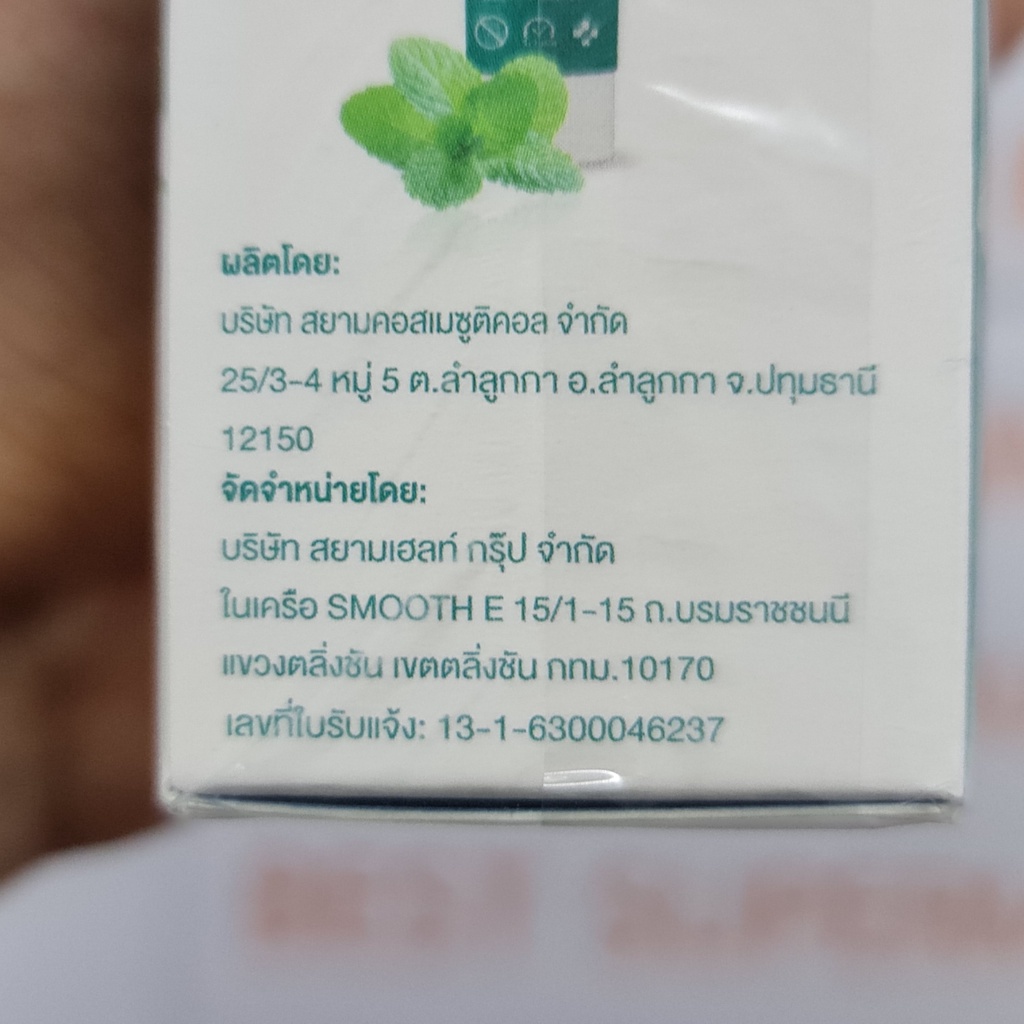 ผลิตโดย:
บริษัท สยามคอสเมซูติคอล จำกัด
25/3-4 หมู่ 5 ต.ลำลูกกา อ.ลำลูกกา จ.ปทุมธานี
12150
จัดจำหน่ายโดย:
บริษัท สยามเฮลท์ กรุ๊ป จำกัด
ในเครือ SMOOTH E 15/1-15 ถ.บรมราชชนนี
แขวงตลิ่งชัน เขตตลิ่งชัน กทม.10170
เลขที่ใบรับแจ้ง: 13-1-6300046237